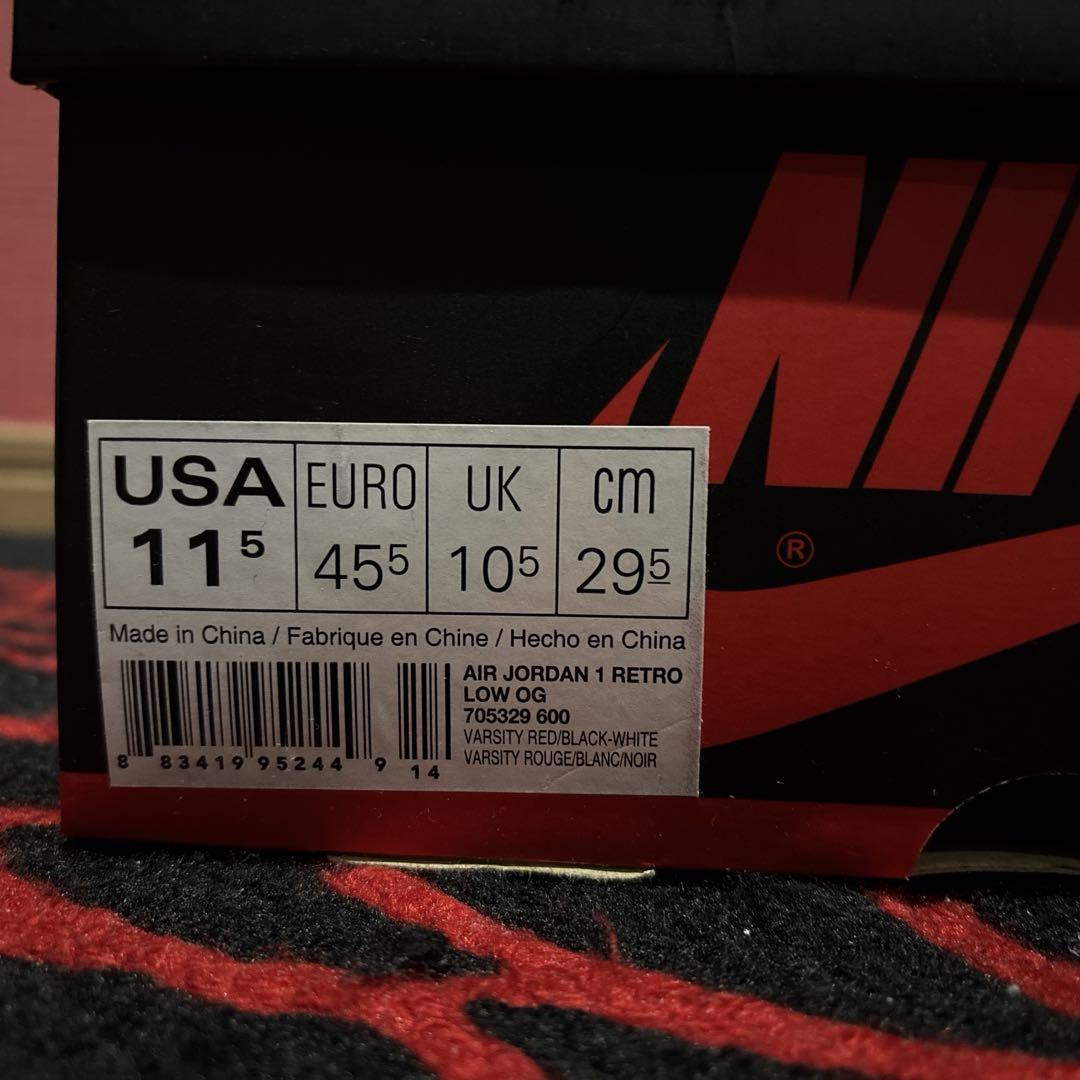 NIK
®
USA EURO UK cm
11⁵ 45⁵ 10⁵ 29⁵
Made in China / Fabrique en Chine / Hecho en China
AIR JORDAN 1 RETRO
LOW OG
705329 600
VARSITY RED/BLACK-WHITE
VARSITY ROUGE/BLANC/NOIR
8 83419 95244 9 14